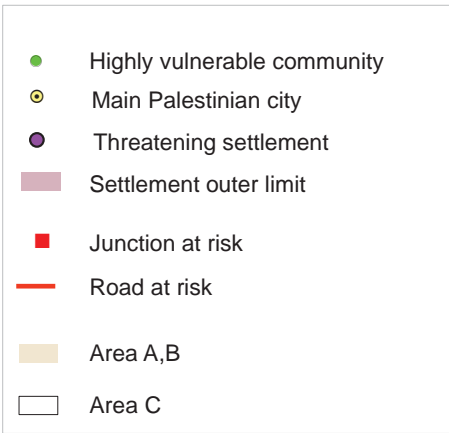 Highly vulnerable community
Main Palestinian city
Threatening settlement
Settlement outer limit
Junction at risk
Road at risk
Area A,B
Area C